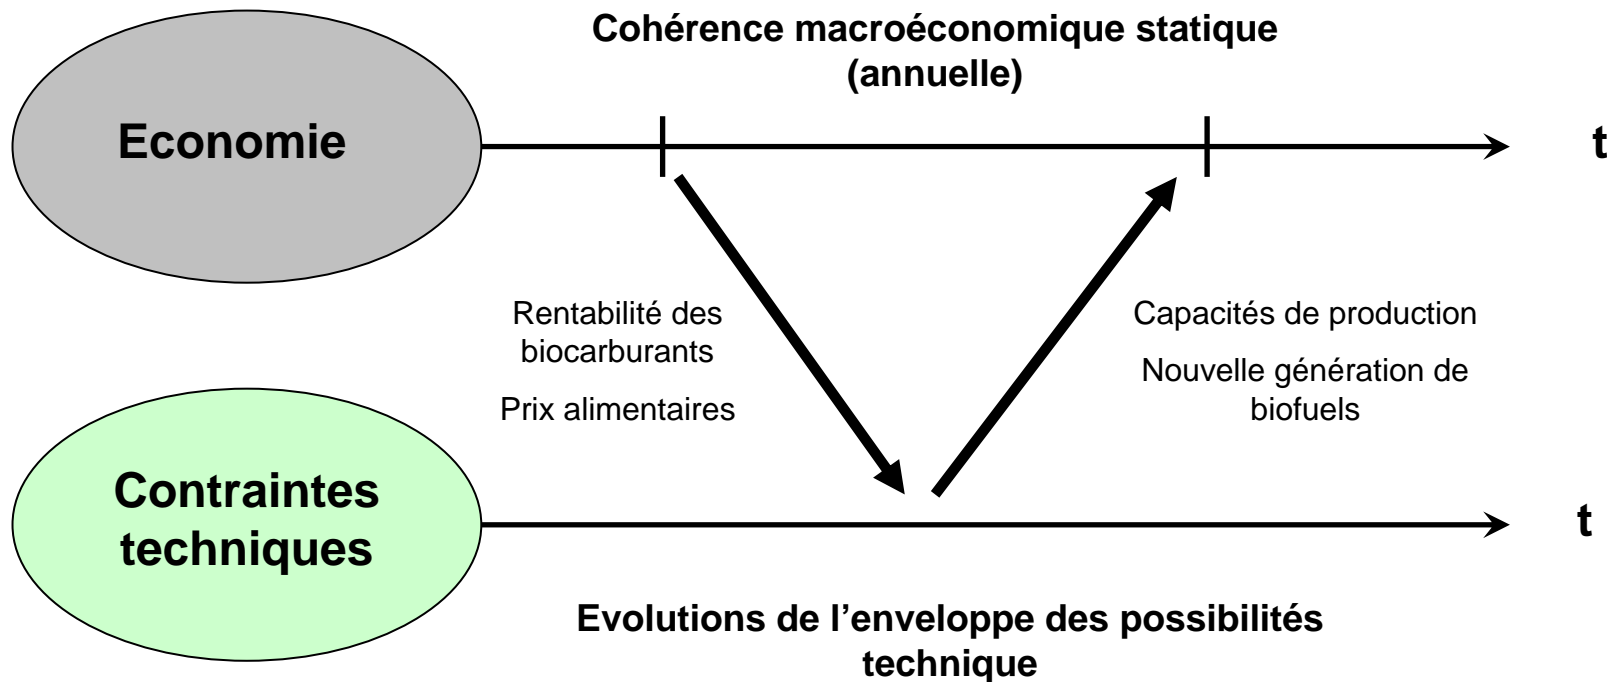 Cohérence macroéconomique statique
(annuelle)
Economie
t
Rentabilité des
biocarburants
Prix alimentaires
Capacités de production
Nouvelle génération de
biofuels
Contraintes
techniques
t
Evolutions de l’enveloppe des possibilités
technique